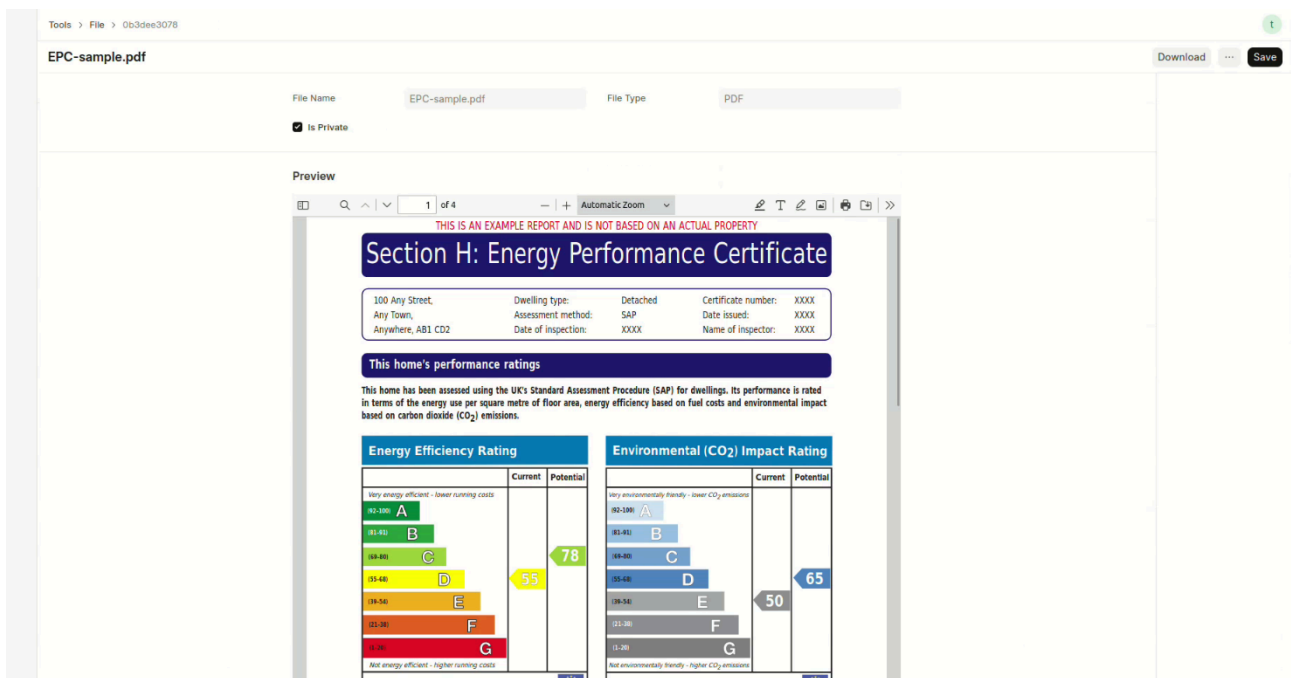 Tools > File > 0b3dee3078
t
EPC-sample.pdf
Download ... Save
File Name EPC-sample.pdf File Type PDF
Is Private
Preview
1 of 4 Automatic Zoom
THIS IS AN EXAMPLE REPORT AND IS NOT BASED ON AN ACTUAL PROPERTY
Section H: Energy Performance Certificate
100 Any Street, Dwelling type: Detached Certificate number: XXXX
Any Town, Assessment method: SAP Date issued: XXXX
Anywhere, AB1 CD2 Date of inspection: XXXX Name of inspector: XXXX
This home's performance ratings
This home has been assessed using the UK's Standard Assessment Procedure (SAP) for dwellings. Its performance is rated
in terms of the energy use per square metre of floor area, energy efficiency based on fuel costs and environmental impact
based on carbon dioxide (CO2) emissions.
Energy Efficiency Rating
Current Potential
Very energy efficient - lower running costs
(92-100) A
(81-91) B
(69-80) C 78
(55-68) D 55
(39-54) E
(21-38) F
(1-20) G
Not energy efficient - higher running costs
Environmental (CO2) Impact Rating
Current Potential
Very environmentally friendly - lower CO2 emissions
(92-100) A
(81-91) B
(69-80) C
(55-68) D 65
(39-54) E 50
(21-38) F
(1-20) G
Not environmentally friendly - higher CO2 emissions